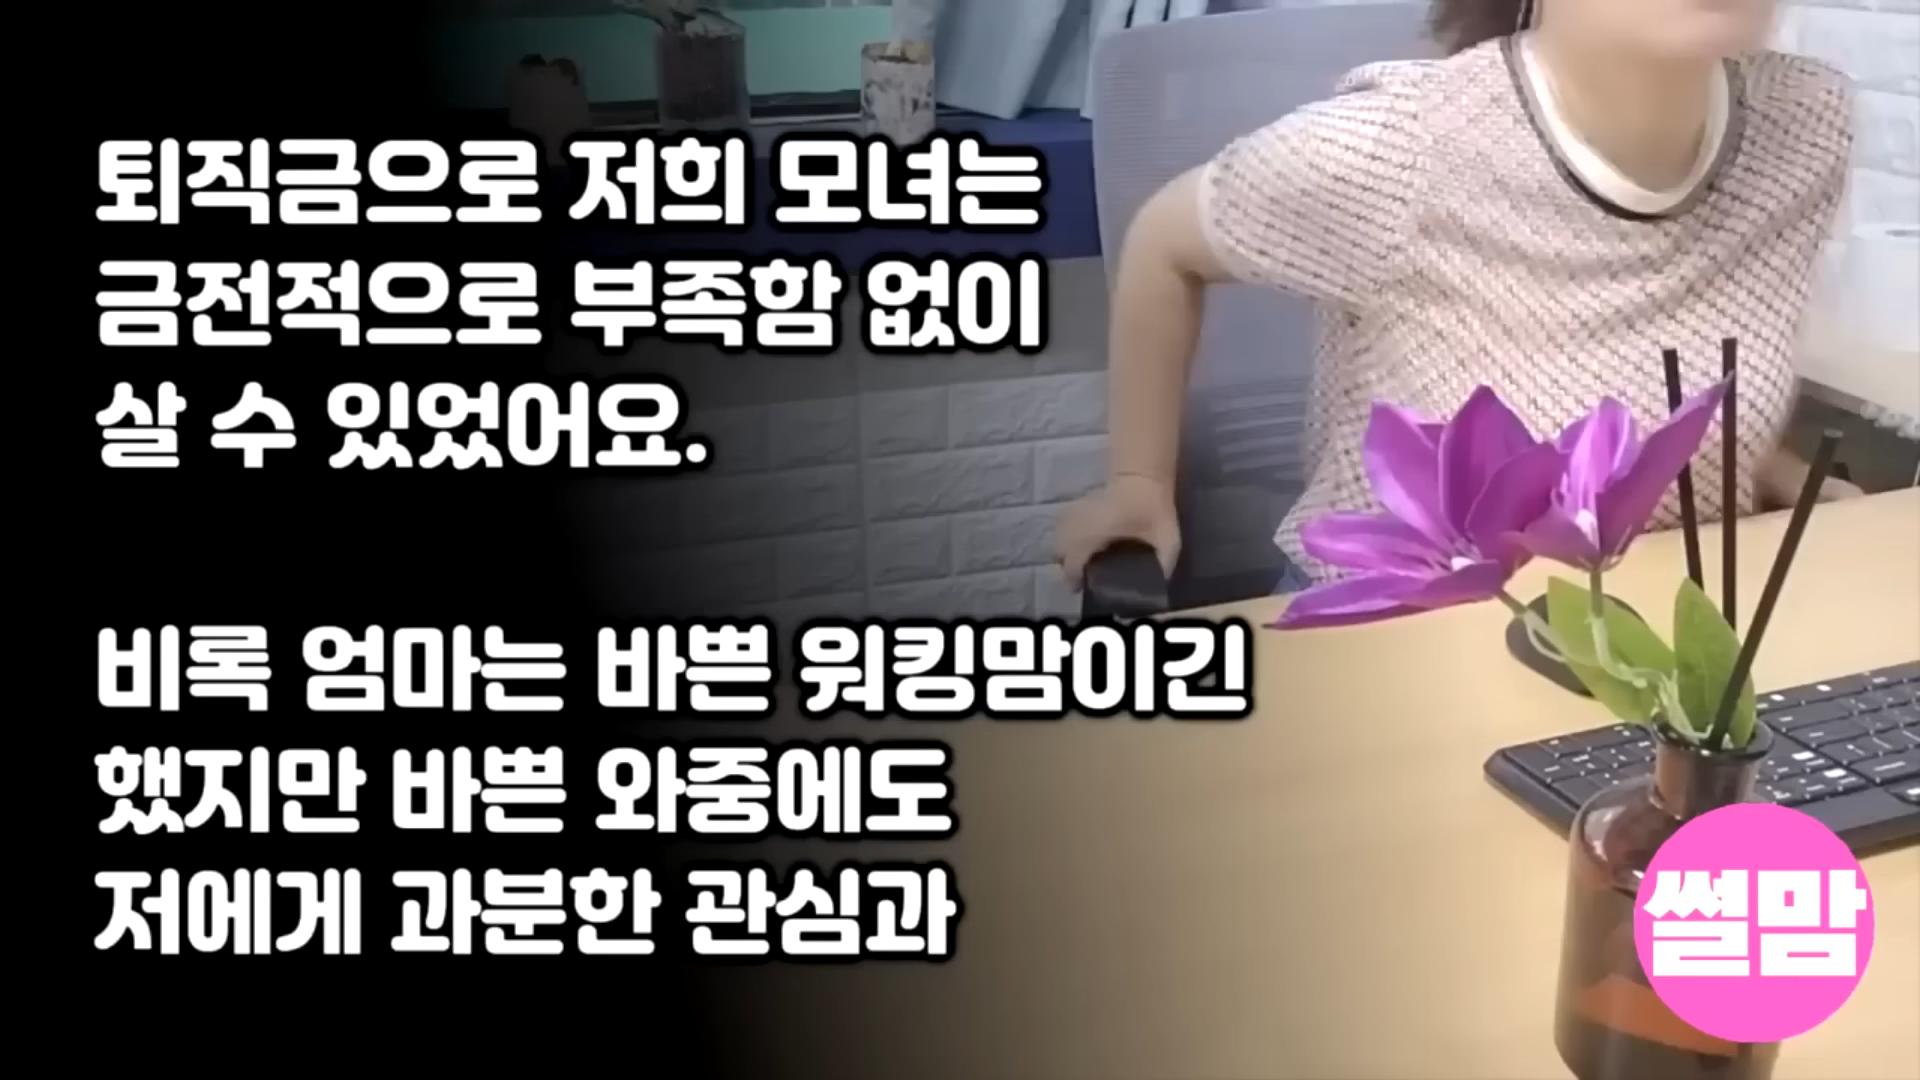 퇴직금으로 저희 모녀는
금전적으로 부족함 없이
살 수 있었어요.
비록 엄마는 바쁜 워킹맘이긴
했지만 바쁜 와중에도
저에게 과분한 관심과
썰맘